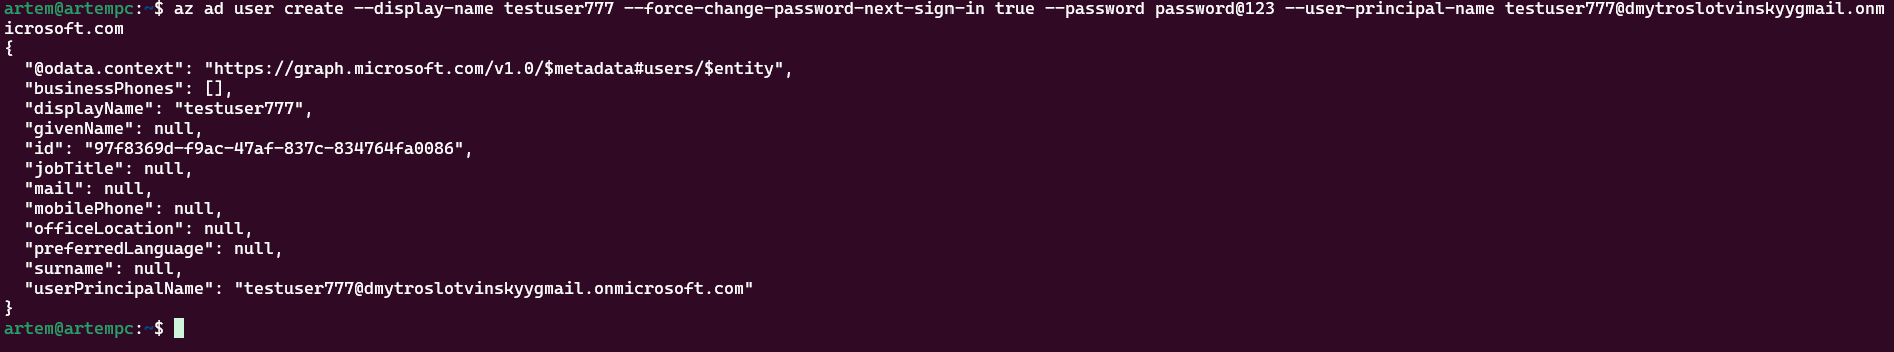 artem@artempc:~$ az ad user create --display-name testuser777 --force-change-password-next-sign-in true --password password@123 --user-principal-name testuser777@dmytroslotvinskyygmail.onm
icrosoft.com
{
  "@odata.context": "https://graph.microsoft.com/v1.0/$metadata#users/$entity",
  "businessPhones": [],
  "displayName": "testuser777",
  "givenName": null,
  "id": "97f8369d-f9ac-47af-837c-834764fa0086",
  "jobTitle": null,
  "mail": null,
  "mobilePhone": null,
  "officeLocation": null,
  "preferredLanguage": null,
  "surname": null,
  "userPrincipalName": "testuser777@dmytroslotvinskyygmail.onmicrosoft.com"
}
artem@artempc:~$